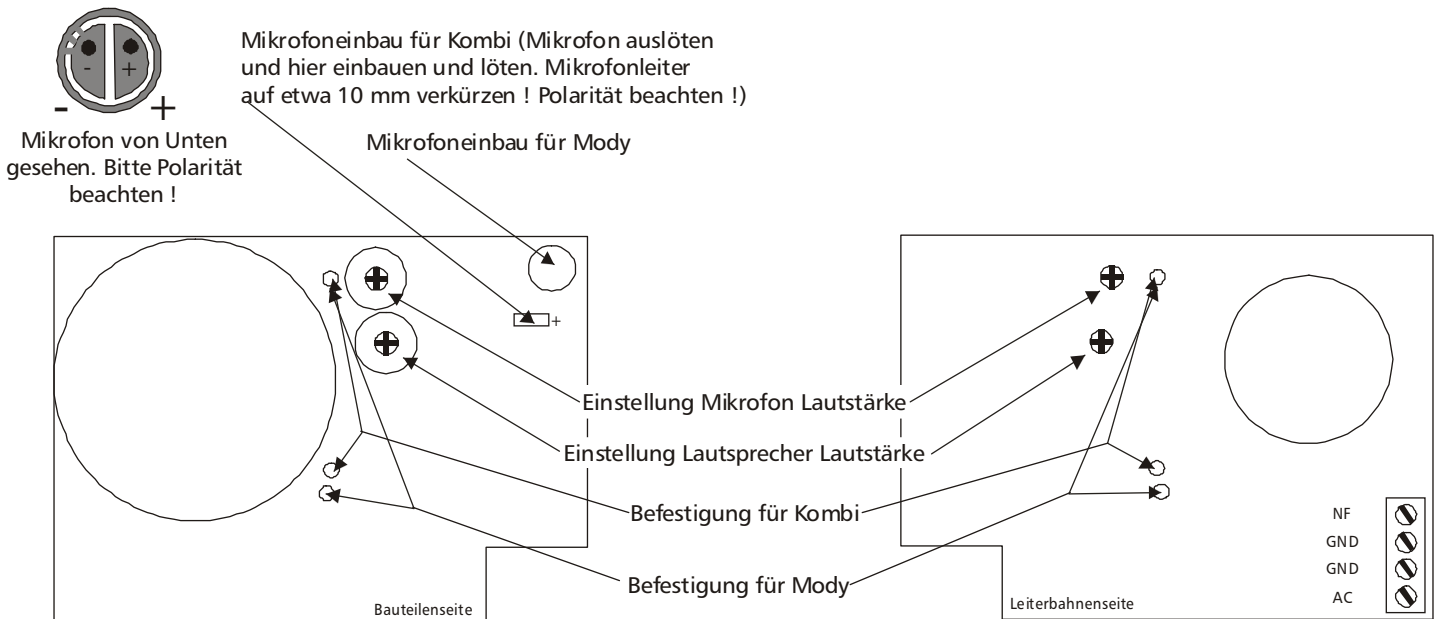 Mikrofoneinbau für Kombi (Mikrofon auslöten
und hier einbauen und löten. Mikrofonleiter
auf etwa 10 mm verkürzen ! Polarität beachten !)
- +
- +
Mikrofon von Unten
gesehen. Bitte Polarität
beachten !
Mikrofoneinbau für Mody
+
Einstellung Mikrofon Lautstärke
Einstellung Lautsprecher Lautstärke
Befestigung für Kombi
Befestigung für Mody
Bauteilenseite
Leiterbahnenseite
NF
GND
GND
AC